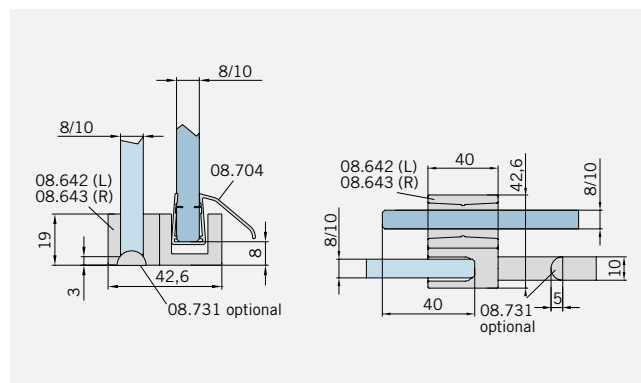 8/10
8/10
08.704
08.642 (L)
08.643 (R)
19
8
3
42,6
08.731 optional
08.642 (L)
08.643 (R)
40
42,6
8/10
8/10
40
10
5
08.731
optional